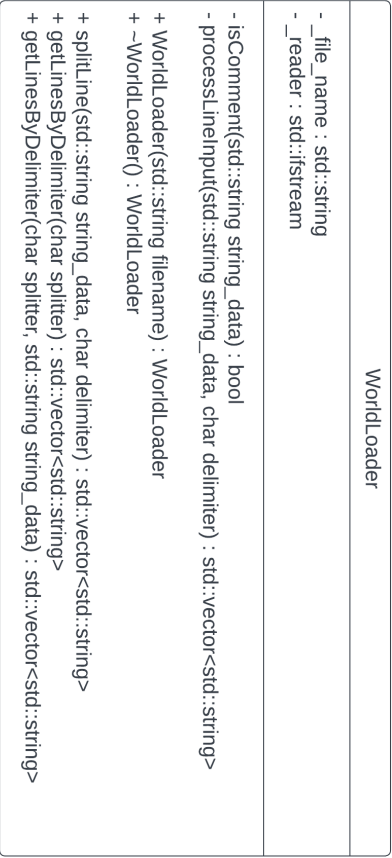 WorldLoader
- _file_name : std::string
- _reader : std::ifstream
- isComment(std::string string_data) : bool
- processLineInput(std::string string_data, char delimiter) : std::vector<std::string>
+ WorldLoader(std::string filename) : WorldLoader
+ ~WorldLoader() : WorldLoader
+ splitLine(std::string string_data, char delimiter) : std::vector<std::string>
+ getLinesByDelimiter(char splitter) : std::vector<std::string>
+ getLinesByDelimiter(char splitter, std::string string_data) : std::vector<std::string>